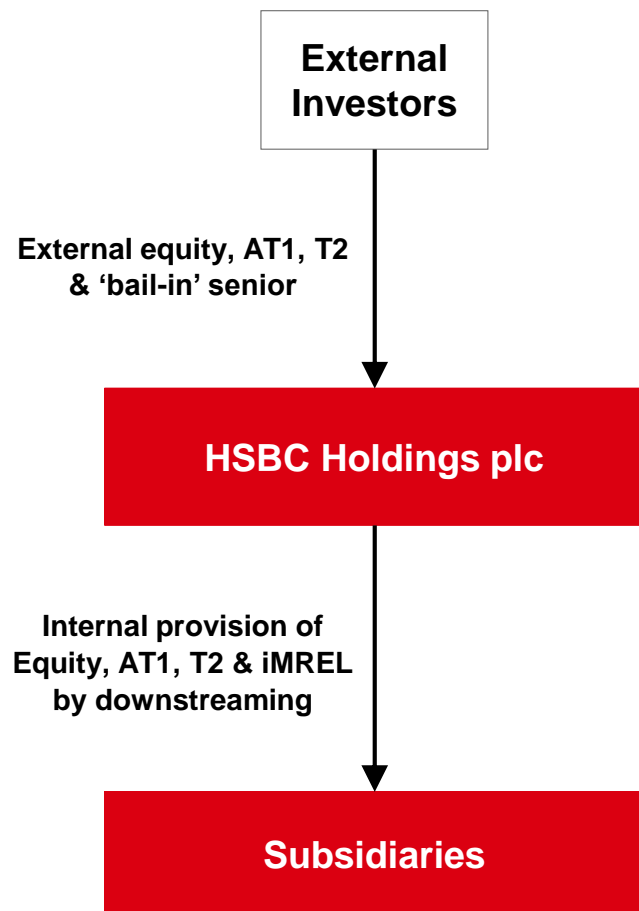 External
Investors
External equity, AT1, T2
& ‘bail-in’ senior
HSBC Holdings plc
Internal provision of
Equity, AT1, T2 & iMREL
by downstreaming
Subsidiaries